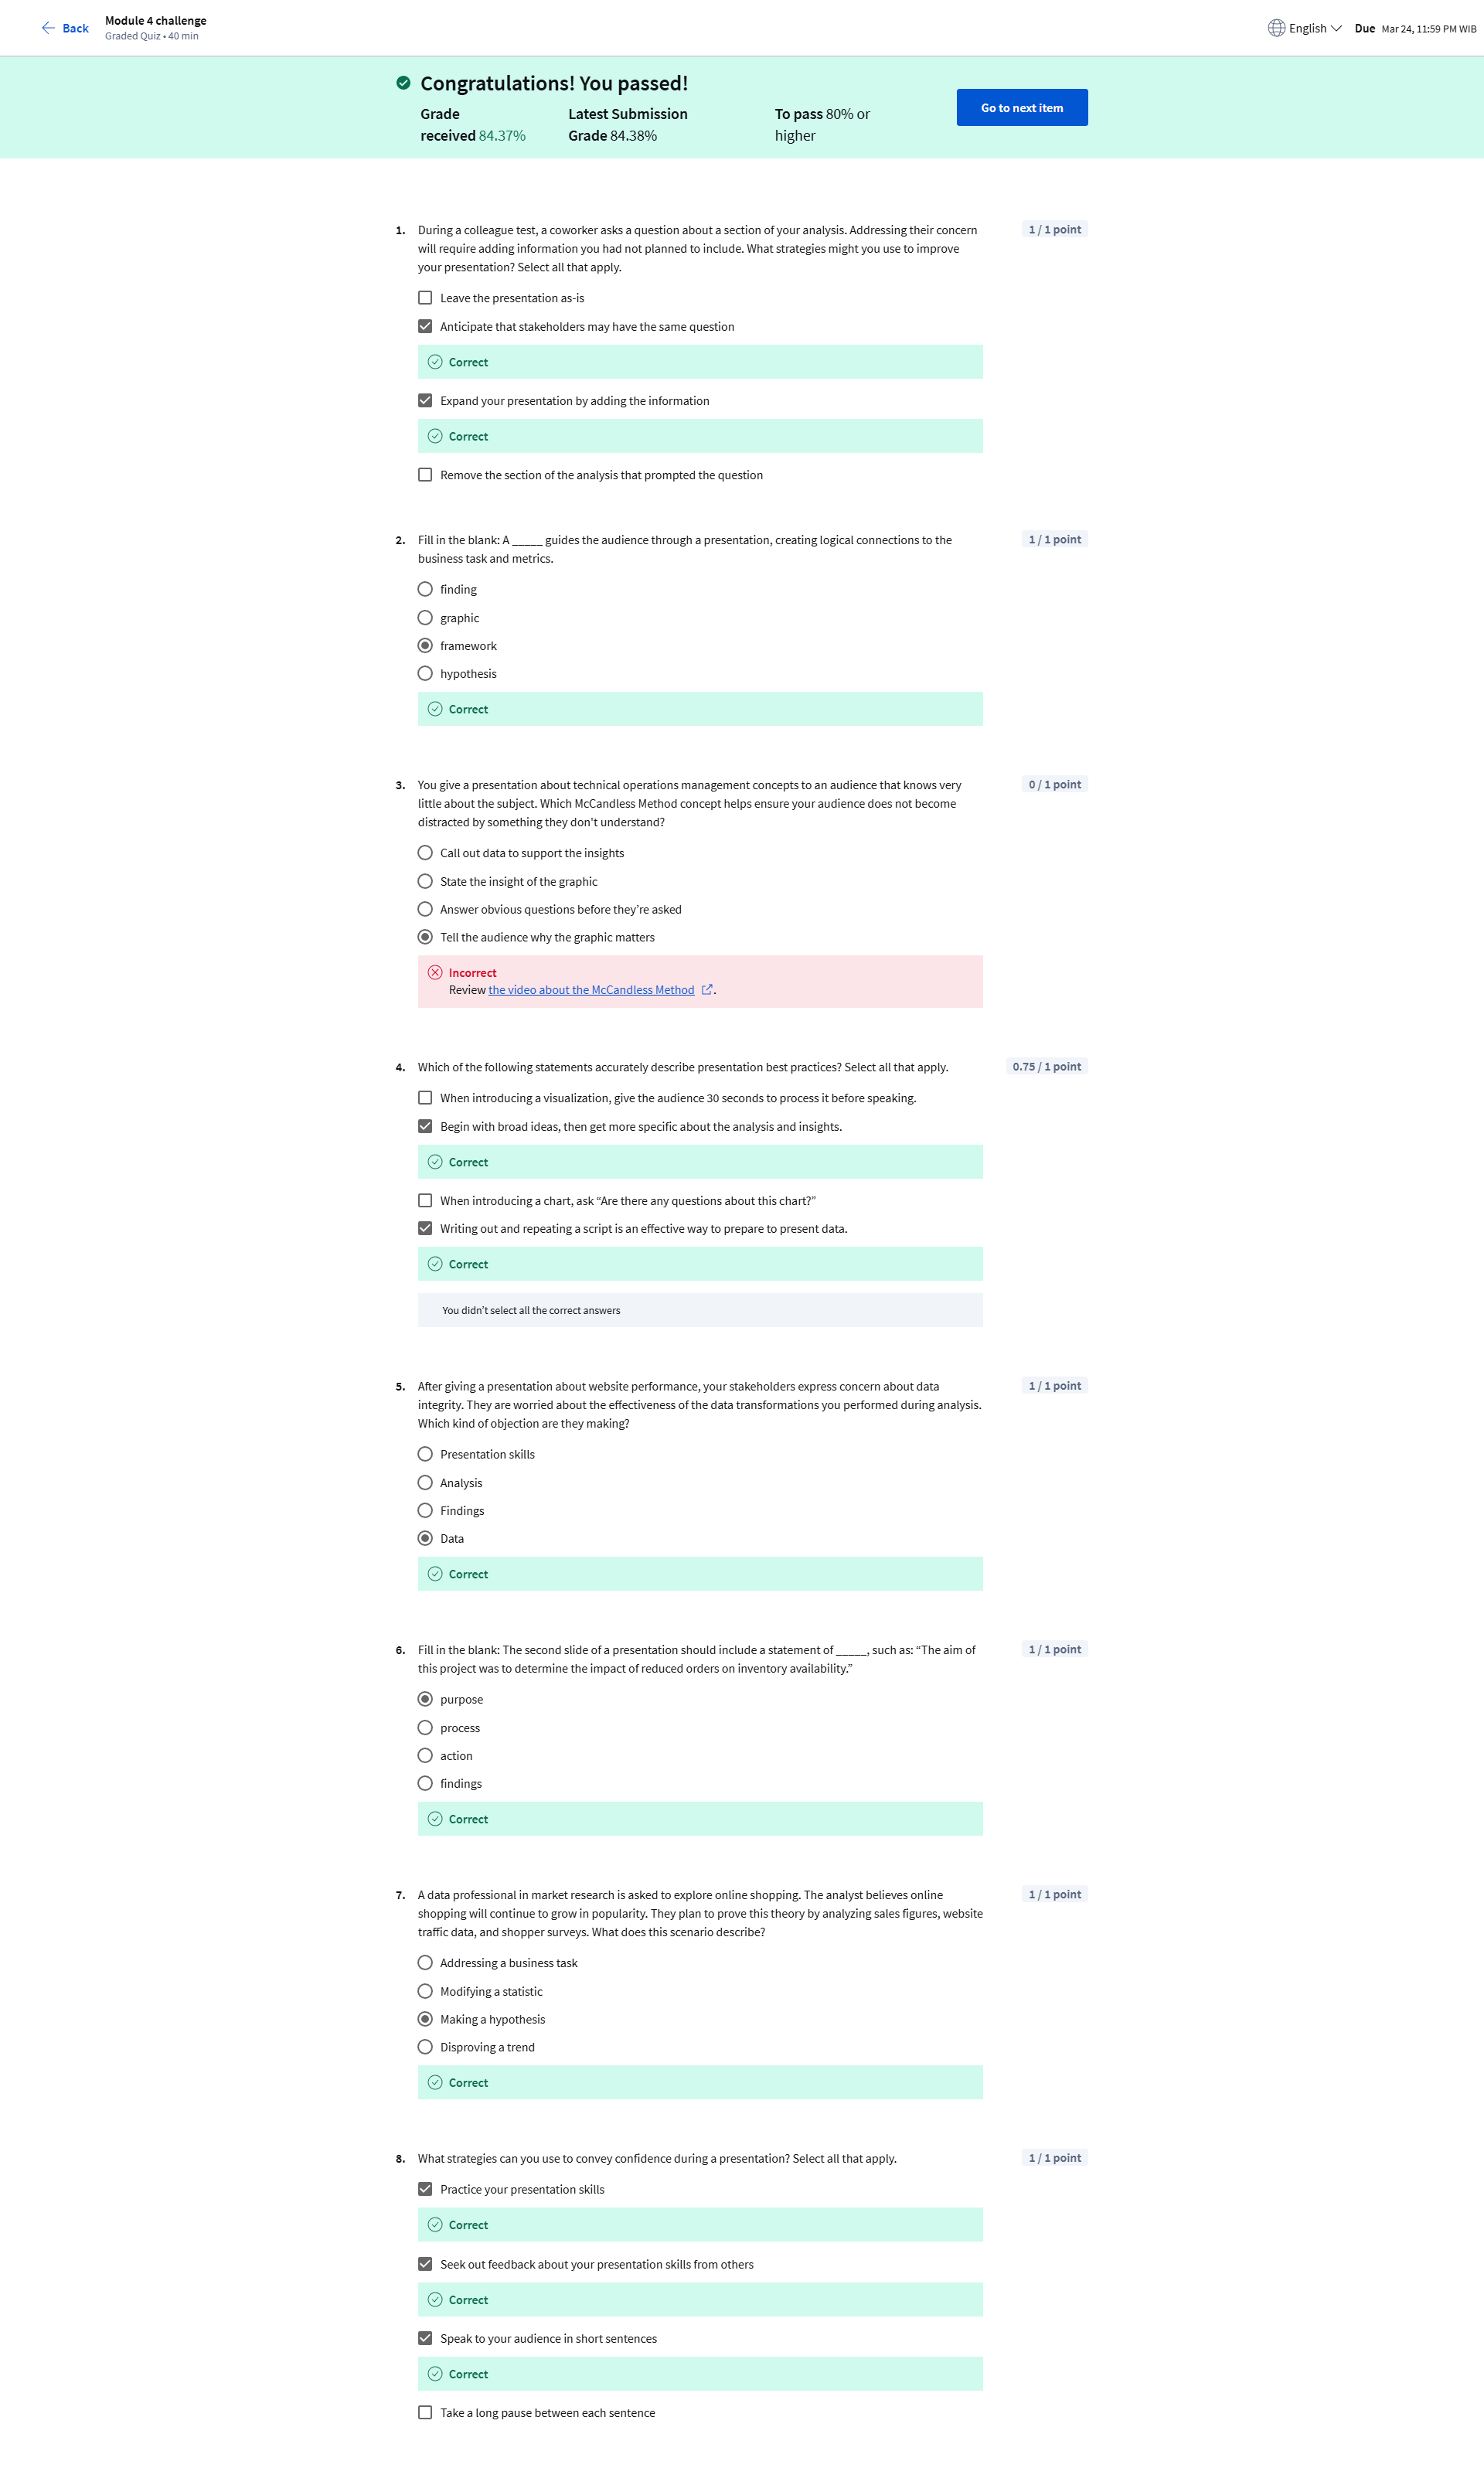 Back
Module 4 challenge
Graded Quiz • 40 min
English
Due Mar 24, 11:59 PM WIB
Congratulations! You passed!
Grade
received 84.37%
Latest Submission
Grade 84.38%
To pass 80% or
higher
Go to next item
1. During a colleague test, a coworker asks a question about a section of your analysis. Addressing their concern
will require adding information you had not planned to include. What strategies might you use to improve
your presentation? Select all that apply.
1 / 1 point
Leave the presentation as-is
Anticipate that stakeholders may have the same question
Correct
Expand your presentation by adding the information
Correct
Remove the section of the analysis that prompted the question
2. Fill in the blank: A _____ guides the audience through a presentation, creating logical connections to the
business task and metrics.
1 / 1 point
finding
graphic
framework
hypothesis
Correct
3. You give a presentation about technical operations management concepts to an audience that knows very
little about the subject. Which McCandless Method concept helps ensure your audience does not become
distracted by something they don't understand?
0 / 1 point
Call out data to support the insights
State the insight of the graphic
Answer obvious questions before they’re asked
Tell the audience why the graphic matters
Incorrect
Review the video about the McCandless Method .
4. Which of the following statements accurately describe presentation best practices? Select all that apply.
0.75 / 1 point
When introducing a visualization, give the audience 30 seconds to process it before speaking.
Begin with broad ideas, then get more specific about the analysis and insights.
Correct
When introducing a chart, ask “Are there any questions about this chart?”
Writing out and repeating a script is an effective way to prepare to present data.
Correct
You didn’t select all the correct answers
5. After giving a presentation about website performance, your stakeholders express concern about data
integrity. They are worried about the effectiveness of the data transformations you performed during analysis.
Which kind of objection are they making?
1 / 1 point
Presentation skills
Analysis
Findings
Data
Correct
6. Fill in the blank: The second slide of a presentation should include a statement of _____, such as: “The aim of
this project was to determine the impact of reduced orders on inventory availability.”
1 / 1 point
purpose
process
action
findings
Correct
7. A data professional in market research is asked to explore online shopping. The analyst believes online
shopping will continue to grow in popularity. They plan to prove this theory by analyzing sales figures, website
traffic data, and shopper surveys. What does this scenario describe?
1 / 1 point
Addressing a business task
Modifying a statistic
Making a hypothesis
Disproving a trend
Correct
8. What strategies can you use to convey confidence during a presentation? Select all that apply.
1 / 1 point
Practice your presentation skills
Correct
Seek out feedback about your presentation skills from others
Correct
Speak to your audience in short sentences
Correct
Take a long pause between each sentence